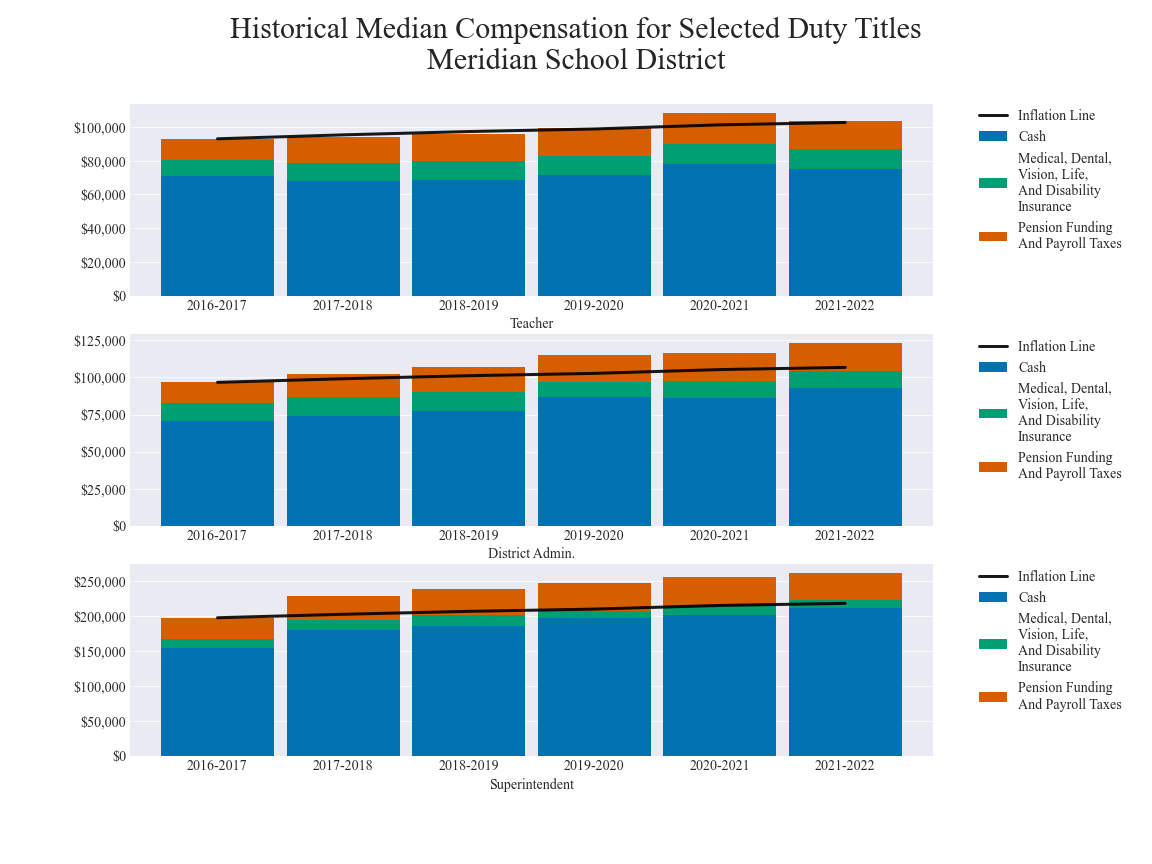 Historical Median Compensation for Selected Duty Titles
Meridian School District
$100,000
$80,000
$60,000
$40,000
$20,000
$0
2016-2017 2017-2018 2018-2019 2019-2020 2020-2021 2021-2022
Teacher
Inflation Line
Cash
Medical, Dental,
Vision, Life,
And Disability
Insurance
Pension Funding
And Payroll Taxes
$125,000
$100,000
$75,000
$50,000
$25,000
$0
2016-2017 2017-2018 2018-2019 2019-2020 2020-2021 2021-2022
District Admin.
Inflation Line
Cash
Medical, Dental,
Vision, Life,
And Disability
Insurance
Pension Funding
And Payroll Taxes
$250,000
$200,000
$150,000
$100,000
$50,000
$0
2016-2017 2017-2018 2018-2019 2019-2020 2020-2021 2021-2022
Superintendent
Inflation Line
Cash
Medical, Dental,
Vision, Life,
And Disability
Insurance
Pension Funding
And Payroll Taxes